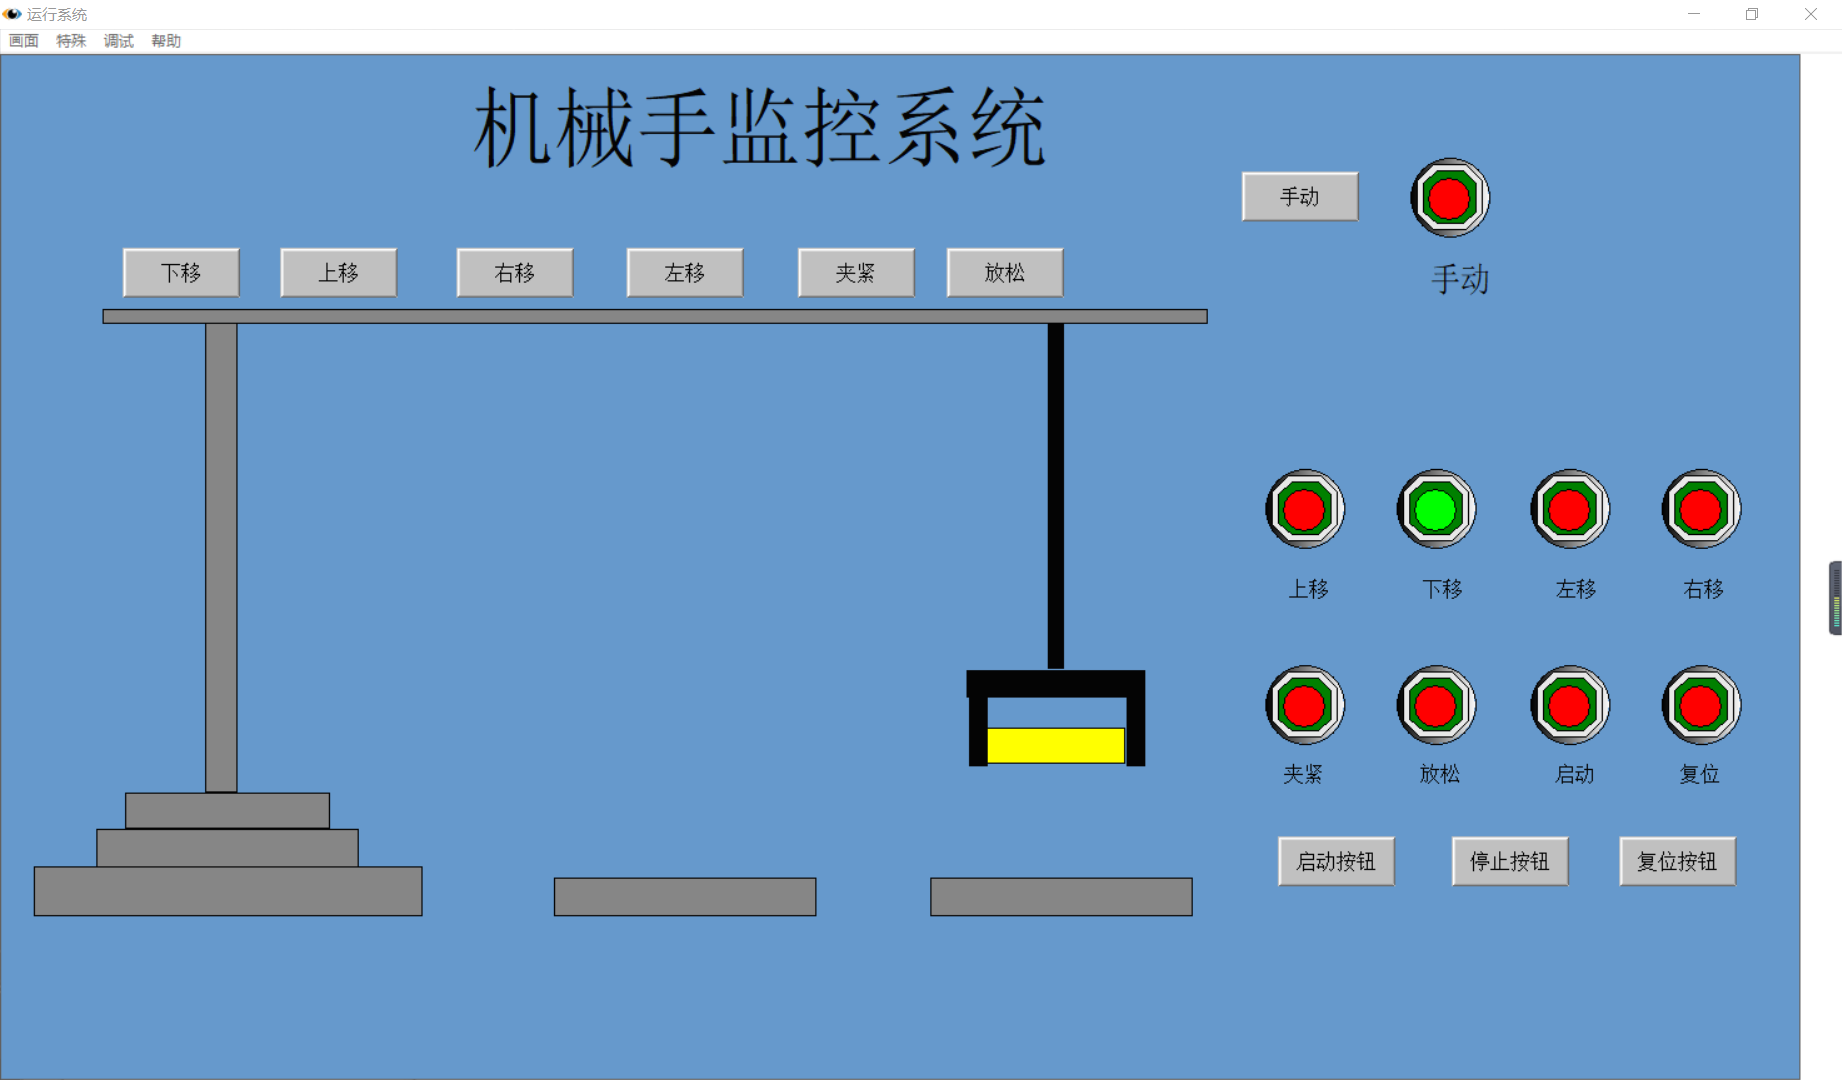 运行系统
画面 特殊 调试 帮助
机械手监控系统
手动
手动
下移 上移 右移 左移 夹紧 放松
上移 下移 左移 右移
夹紧 放松 启动 复位
启动按钮 停止按钮 复位按钮